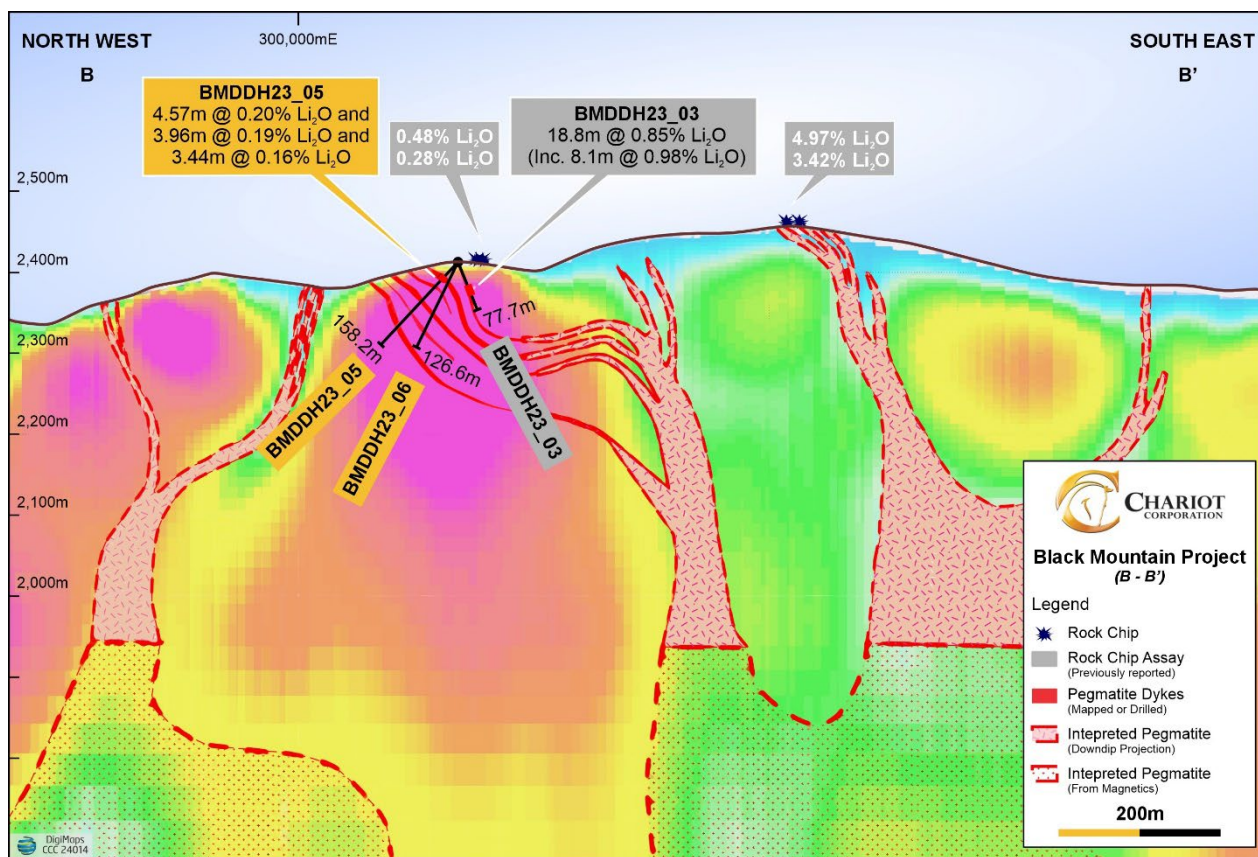 NORTH WEST
B
300,000mE
SOUTH EAST
B'
BMDDH23_05
4.57m @ 0.20% Li₂O and
3.96m @ 0.19% Li₂O and
3.44m @ 0.16% Li₂O
0.48% Li₂O
0.28% Li₂O
BMDDH23_03
18.8m @ 0.85% Li₂O
(Inc. 8.1m @ 0.98% Li₂O)
4.97% Li₂O
3.42% Li₂O
2,500m
2,400m
2,300m
2,200m
2,100m
2,000m
158.2m
126.6m
77.7m
BMDDH23_05
BMDDH23_06
BMDDH23_03
CHARIOT
CORPORATION
Black Mountain Project
(B - B')
Legend
Rock Chip
Rock Chip Assay
(Previously reported)
Pegmatite Dykes
(Mapped or Drilled)
Intepreted Pegmatite
(Downdip Projection)
Intepreted Pegmatite
(From Magnetics)
200m
DigiMaps
CCC 24014